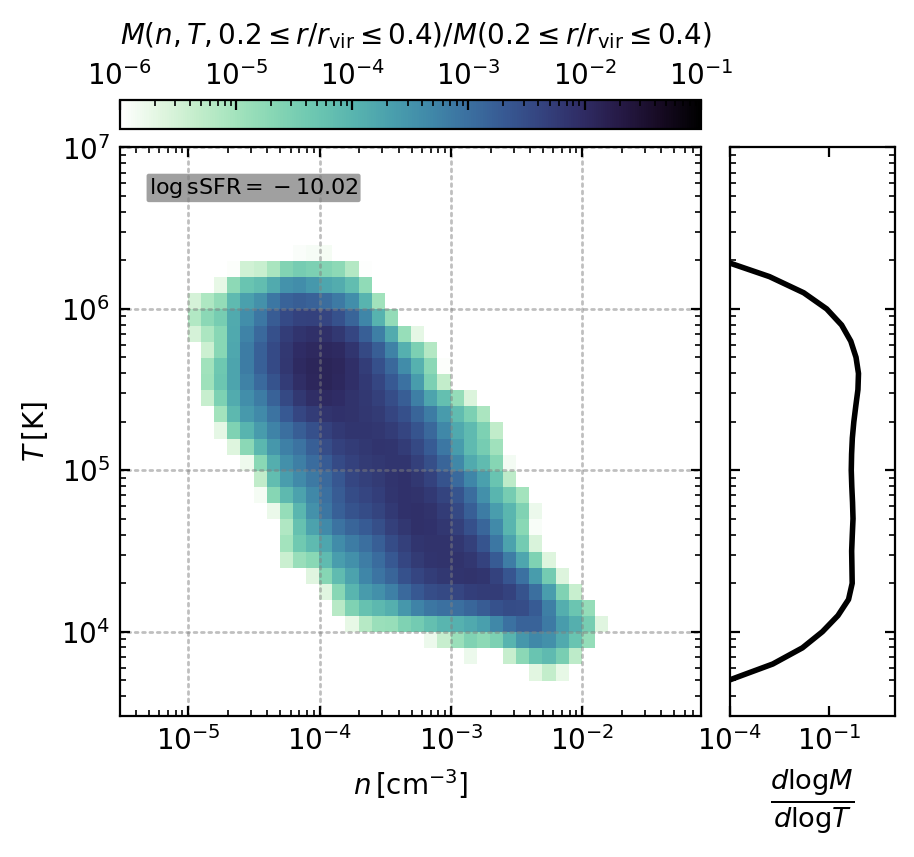 M(n, T, 0.2 ≤ r/r_vir ≤ 0.4)/M(0.2 ≤ r/r_vir ≤ 0.4)
10^−6 10^−5 10^−4 10^−3 10^−2 10^−1
10^7
log sSFR = −10.02
10^6
T [K]
10^5
10^4
10^−5 10^−4 10^−3 10^−2 10^−4 10^−1
n [cm^−3]
dlogM
dlogT